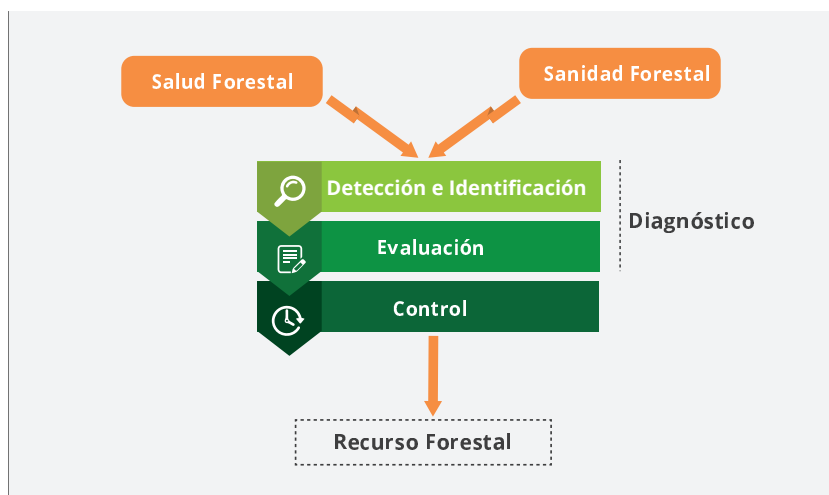 Salud Forestal
Sanidad Forestal
Detección e Identificación
Diagnóstico
Evaluación
Control
Recurso Forestal